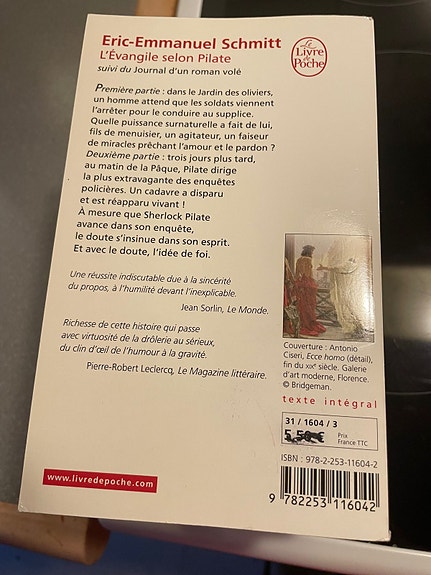 Eric-Emmanuel Schmitt
L'Évangile selon Pilate
suivi du Journal d'un roman volé
Le Livre de Poche
Première partie : dans le Jardin des oliviers,
un homme attend que les soldats viennent
l'arrêter pour le conduire au supplice.
Quelle puissance surnaturelle a fait de lui,
fils de menuisier, un agitateur, un faiseur
de miracles prêchant l'amour et le pardon ?
Deuxième partie : trois jours plus tard,
au matin de la Pâque, Pilate dirige
la plus extravagante des enquêtes
policières. Un cadavre a disparu
et est réapparu vivant !
À mesure que Sherlock Pilate
avance dans son enquête,
le doute s'insinue dans son esprit.
Et avec le doute, l'idée de foi.
Une réussite indiscutable due à la sincérité
du propos, à l'humilité devant l'inexplicable.
Jean Sorlin, Le Monde.
Richesse de cette histoire qui passe
avec virtuosité de la drôlerie au sérieux,
du clin d'œil de l'humour à la gravité.
Pierre-Robert Leclercq, Le Magazine littéraire.
Couverture : Antonio
Ciseri, Ecce homo (détail),
fin du XIXe siècle. Galerie
d'art moderne, Florence.
© Bridgeman.
texte intégral
31 / 1604 / 3
5,50 € Prix
France TTC
ISBN : 978-2-253-11604-2
9 782253 116042
www.livredepoche.com